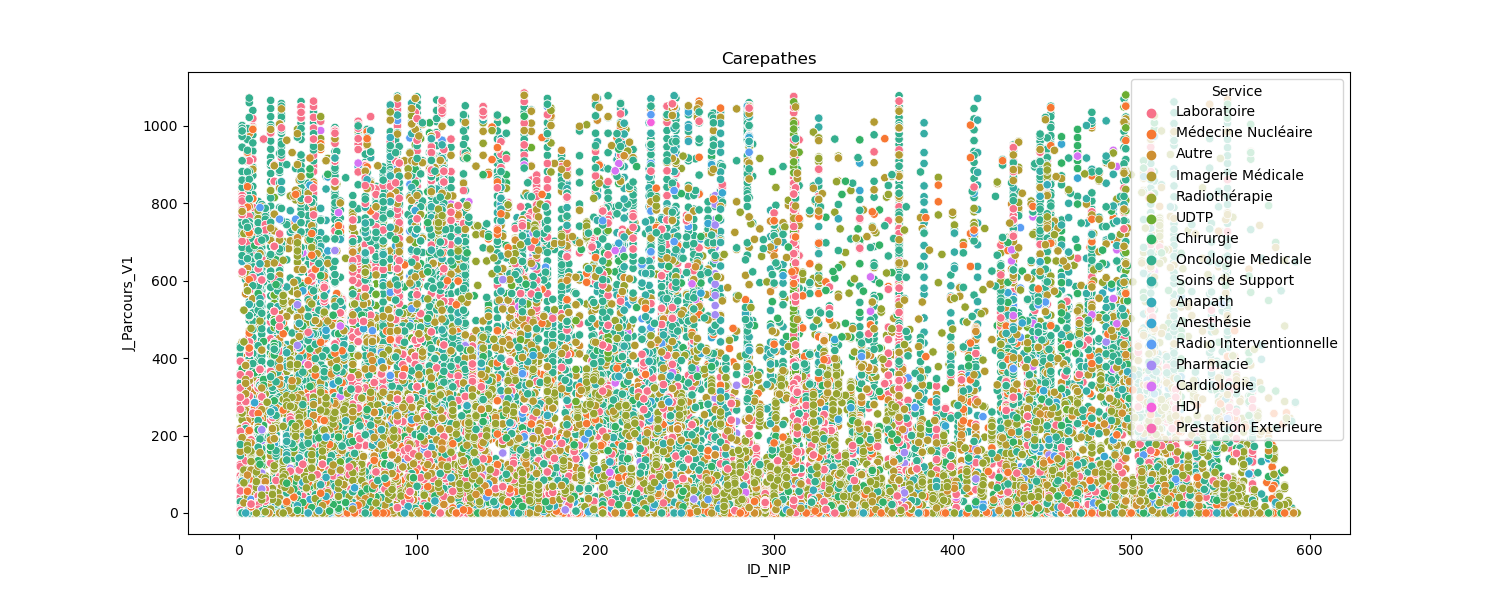 Carepathes
J_Parcours_V1
1000
800
600
400
200
0
0 100 200 300 400 500 600
ID_NIP
Service
Laboratoire
Médecine Nucléaire
Autre
Imagerie Médicale
Radiothérapie
UDTP
Chirurgie
Oncologie Medicale
Soins de Support
Anapath
Anesthésie
Radio Interventionnelle
Pharmacie
Cardiologie
HDJ
Prestation Exterieure